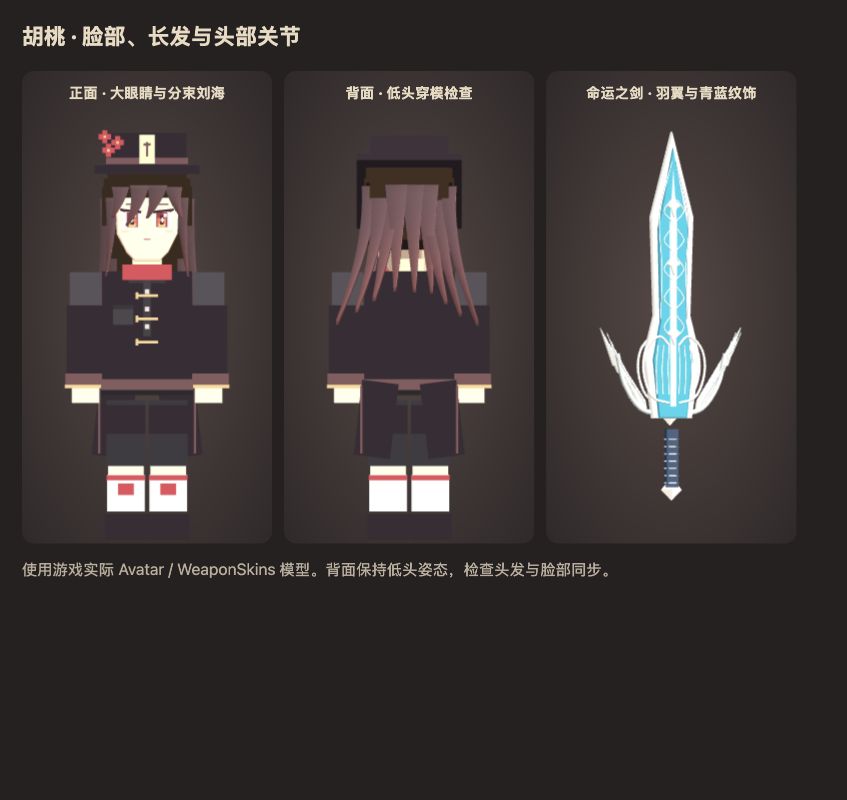 胡桃 · 脸部、长发与头部关节
正面 · 大眼睛与分束刘海
背面 · 低头穿模检查
命运之剑 · 羽翼与青蓝纹饰
使用游戏实际 Avatar / WeaponSkins 模型。背面保持低头姿态，检查头发与脸部同步。